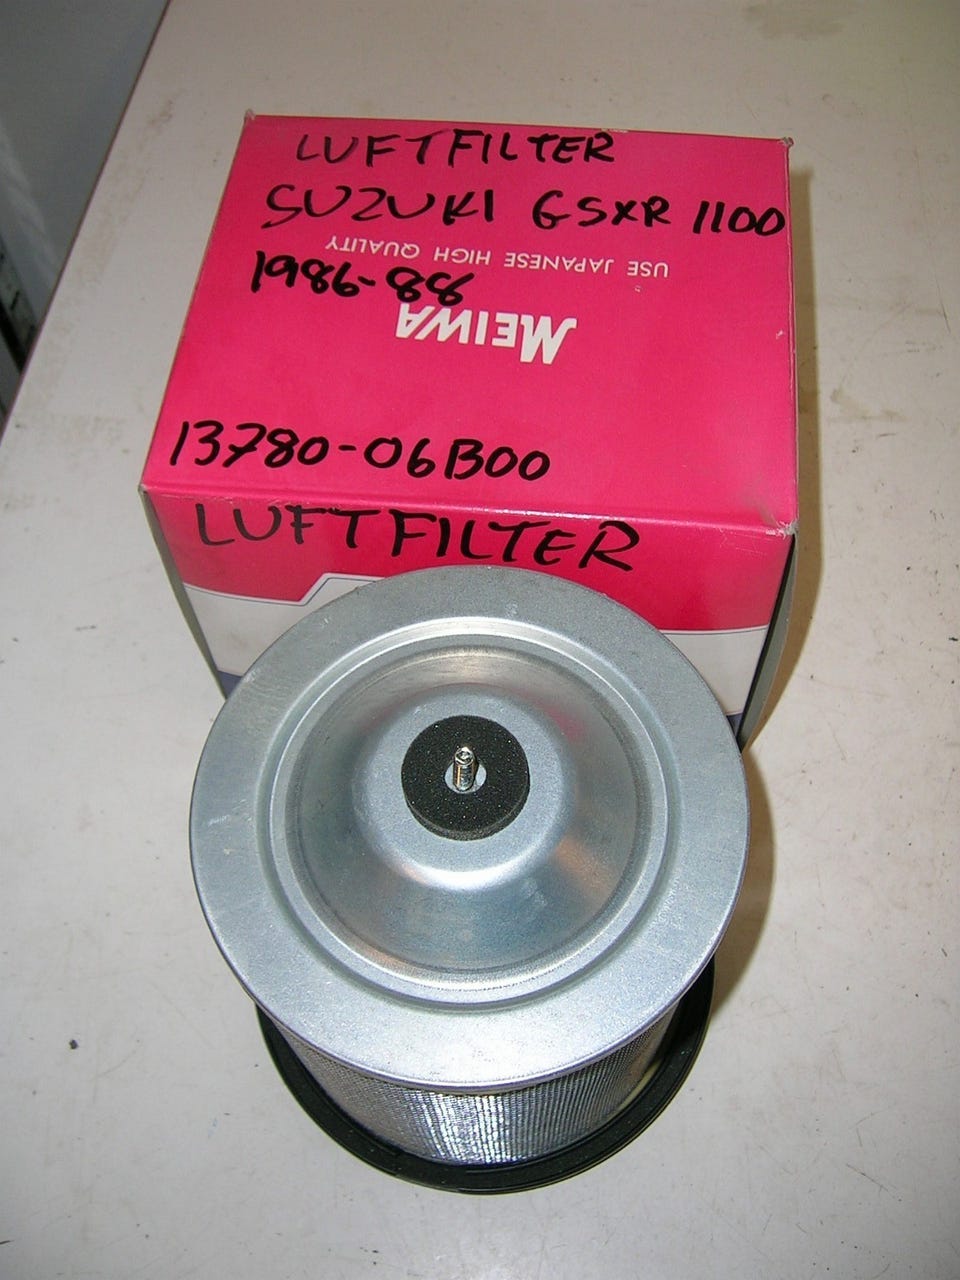 LUFTFILTER
SUZUKI GSXR 1100
USE JAPANESE HIGH QUALITY
1986-88
MEIWA
13780-06B00
LUFTFILTER